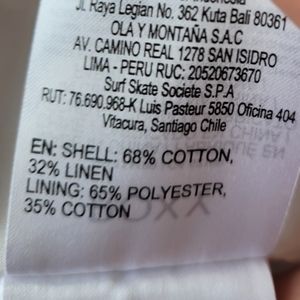 Indonesia
Jl. Raya Legian No. 362 Kuta Bali 80361
OLA Y MONTAÑA S.A.C
AV. CAMINO REAL 1278 SAN ISIDRO
LIMA - PERU RUC: 20520673670
Surf Skate Societe S.P.A
RUT: 76.690.968-K Luis Pasteur 5850 Oficina 404
Vitacura, Santiago Chile
EN: SHELL: 68% COTTON,
32% LINEN
LINING: 65% POLYESTER,
35% COTTON